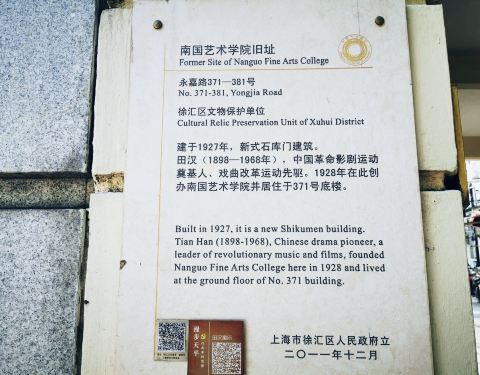 南国艺术学院旧址
Former Site of Nanguo Fine Arts College
永嘉路371—381号
No. 371-381, Yongjia Road
徐汇区文物保护单位
Cultural Relic Preservation Unit of Xuhui District
建于1927年，新式石库门建筑。
田汉（1898—1968年），中国革命影剧运动
奠基人、戏曲改革运动先驱。1928年在此创
办南国艺术学院并居住于371号底楼。
Built in 1927, it is a new Shikumen building.
Tian Han (1898-1968), Chinese drama pioneer, a
leader of revolutionary music and films, founded
Nanguo Fine Arts College here in 1928 and lived
at the ground floor of No. 371 building.
漫步天平
上海市徐汇区人民政府立
二〇一一年十二月